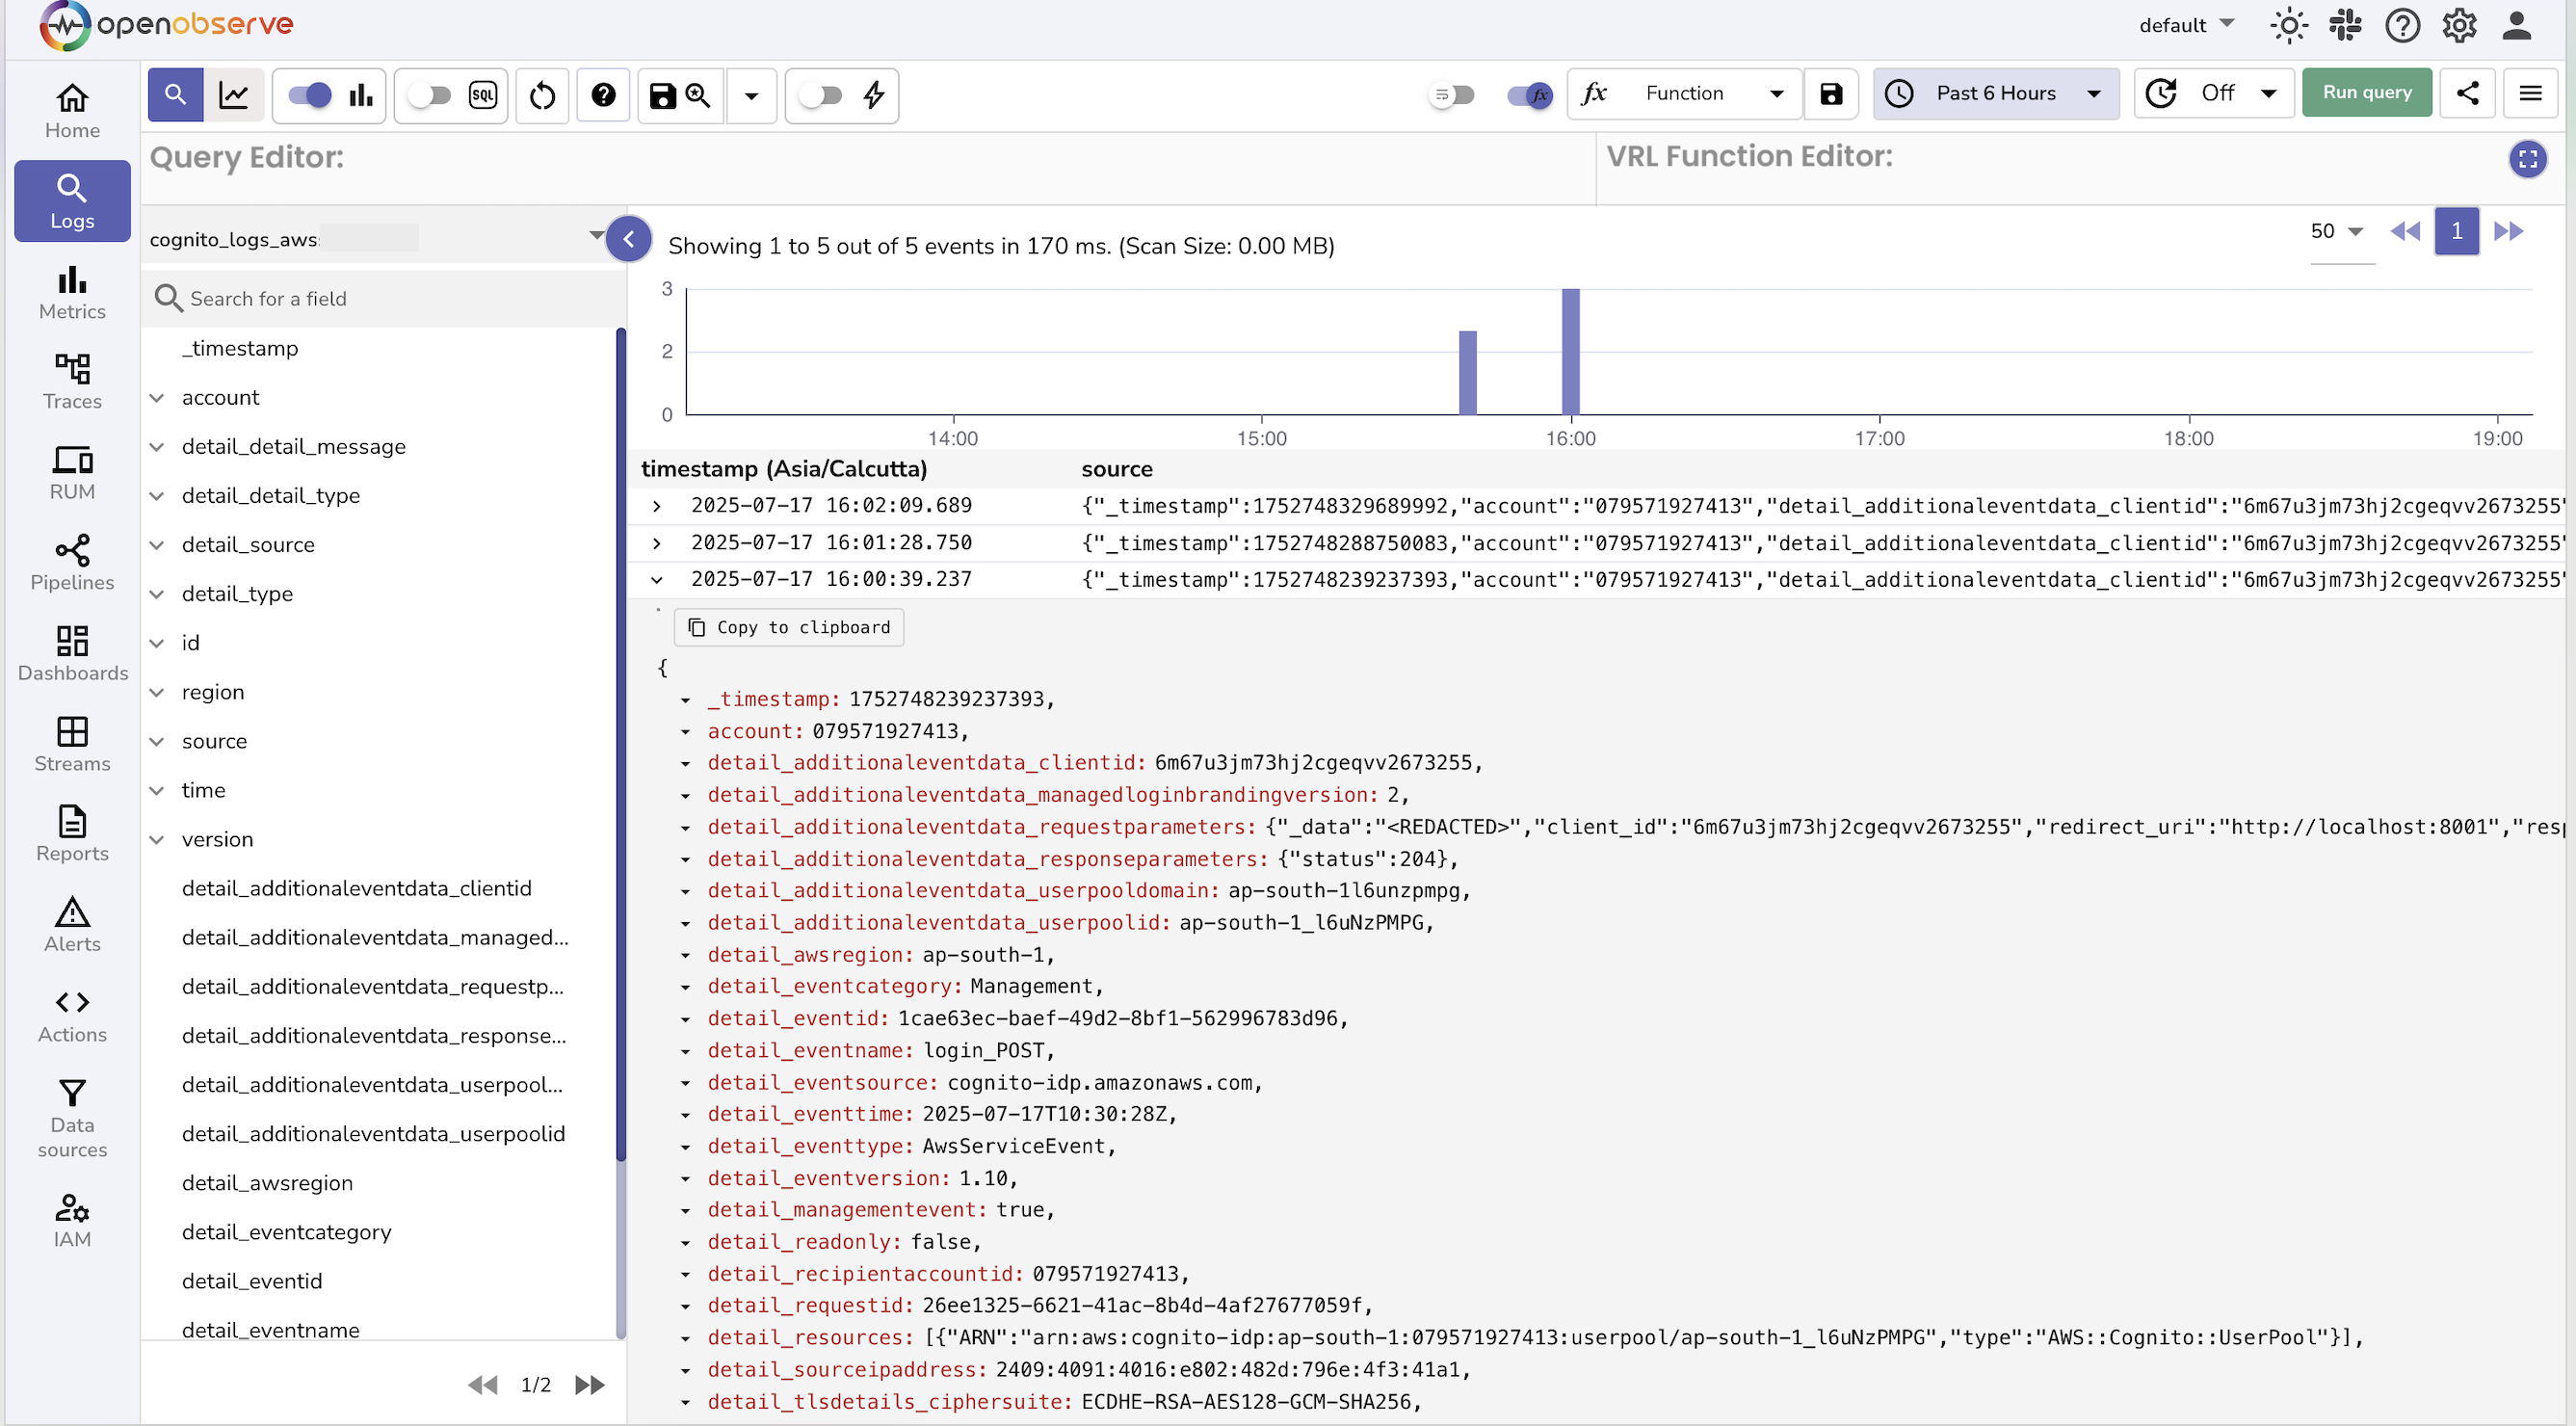 openobserve
default
Home
Logs
Metrics
Traces
RUM
Pipelines
Dashboards
Streams
Reports
Alerts
Actions
Data
sources
IAM
SQL
fx
fx Function
Past 6 Hours
Off
Run query
Query Editor:
VRL Function Editor:
cognito_logs_aws
Search for a field
_timestamp
account
detail_detail_message
detail_detail_type
detail_source
detail_type
id
region
source
time
version
detail_additionaleventdata_clientid
detail_additionaleventdata_managed...
detail_additionaleventdata_requestp...
detail_additionaleventdata_response...
detail_additionaleventdata_userpool...
detail_additionaleventdata_userpoolid
detail_awsregion
detail_eventcategory
detail_eventid
detail_eventname
1/2
Showing 1 to 5 out of 5 events in 170 ms. (Scan Size: 0.00 MB)
50
1
3
2
0
14:00 15:00 16:00 17:00 18:00 19:00
timestamp (Asia/Calcutta) source
2025-07-17 16:02:09.689 {"_timestamp":1752748329689992,"account":"079571927413","detail_additionaleventdata_clientid":"6m67u3jm73hj2cgeqvv2673255"
2025-07-17 16:01:28.750 {"_timestamp":1752748288750083,"account":"079571927413","detail_additionaleventdata_clientid":"6m67u3jm73hj2cgeqvv2673255"
2025-07-17 16:00:39.237 {"_timestamp":1752748239237393,"account":"079571927413","detail_additionaleventdata_clientid":"6m67u3jm73hj2cgeqvv2673255"
Copy to clipboard
{
_timestamp: 1752748239237393,
account: 079571927413,
detail_additionaleventdata_clientid: 6m67u3jm73hj2cgeqvv2673255,
detail_additionaleventdata_managedloginbrandingversion: 2,
detail_additionaleventdata_requestparameters: {"_data":"<REDACTED>","client_id":"6m67u3jm73hj2cgeqvv2673255","redirect_uri":"http://localhost:8001","resp
detail_additionaleventdata_responseparameters: {"status":204},
detail_additionaleventdata_userpooldomain: ap-south-1l6unzpmpg,
detail_additionaleventdata_userpoolid: ap-south-1_l6uNzPMPG,
detail_awsregion: ap-south-1,
detail_eventcategory: Management,
detail_eventid: 1cae63ec-baef-49d2-8bf1-562996783d96,
detail_eventname: login_POST,
detail_eventsource: cognito-idp.amazonaws.com,
detail_eventtime: 2025-07-17T10:30:28Z,
detail_eventtype: AwsServiceEvent,
detail_eventversion: 1.10,
detail_managementevent: true,
detail_readonly: false,
detail_recipientaccountid: 079571927413,
detail_requestid: 26ee1325-6621-41ac-8b4d-4af27677059f,
detail_resources: [{"ARN":"arn:aws:cognito-idp:ap-south-1:079571927413:userpool/ap-south-1_l6uNzPMPG","type":"AWS::Cognito::UserPool"}],
detail_sourceipaddress: 2409:4091:4016:e802:482d:796e:4f3:41a1,
detail_tlsdetails_ciphersuite: ECDHE-RSA-AES128-GCM-SHA256,